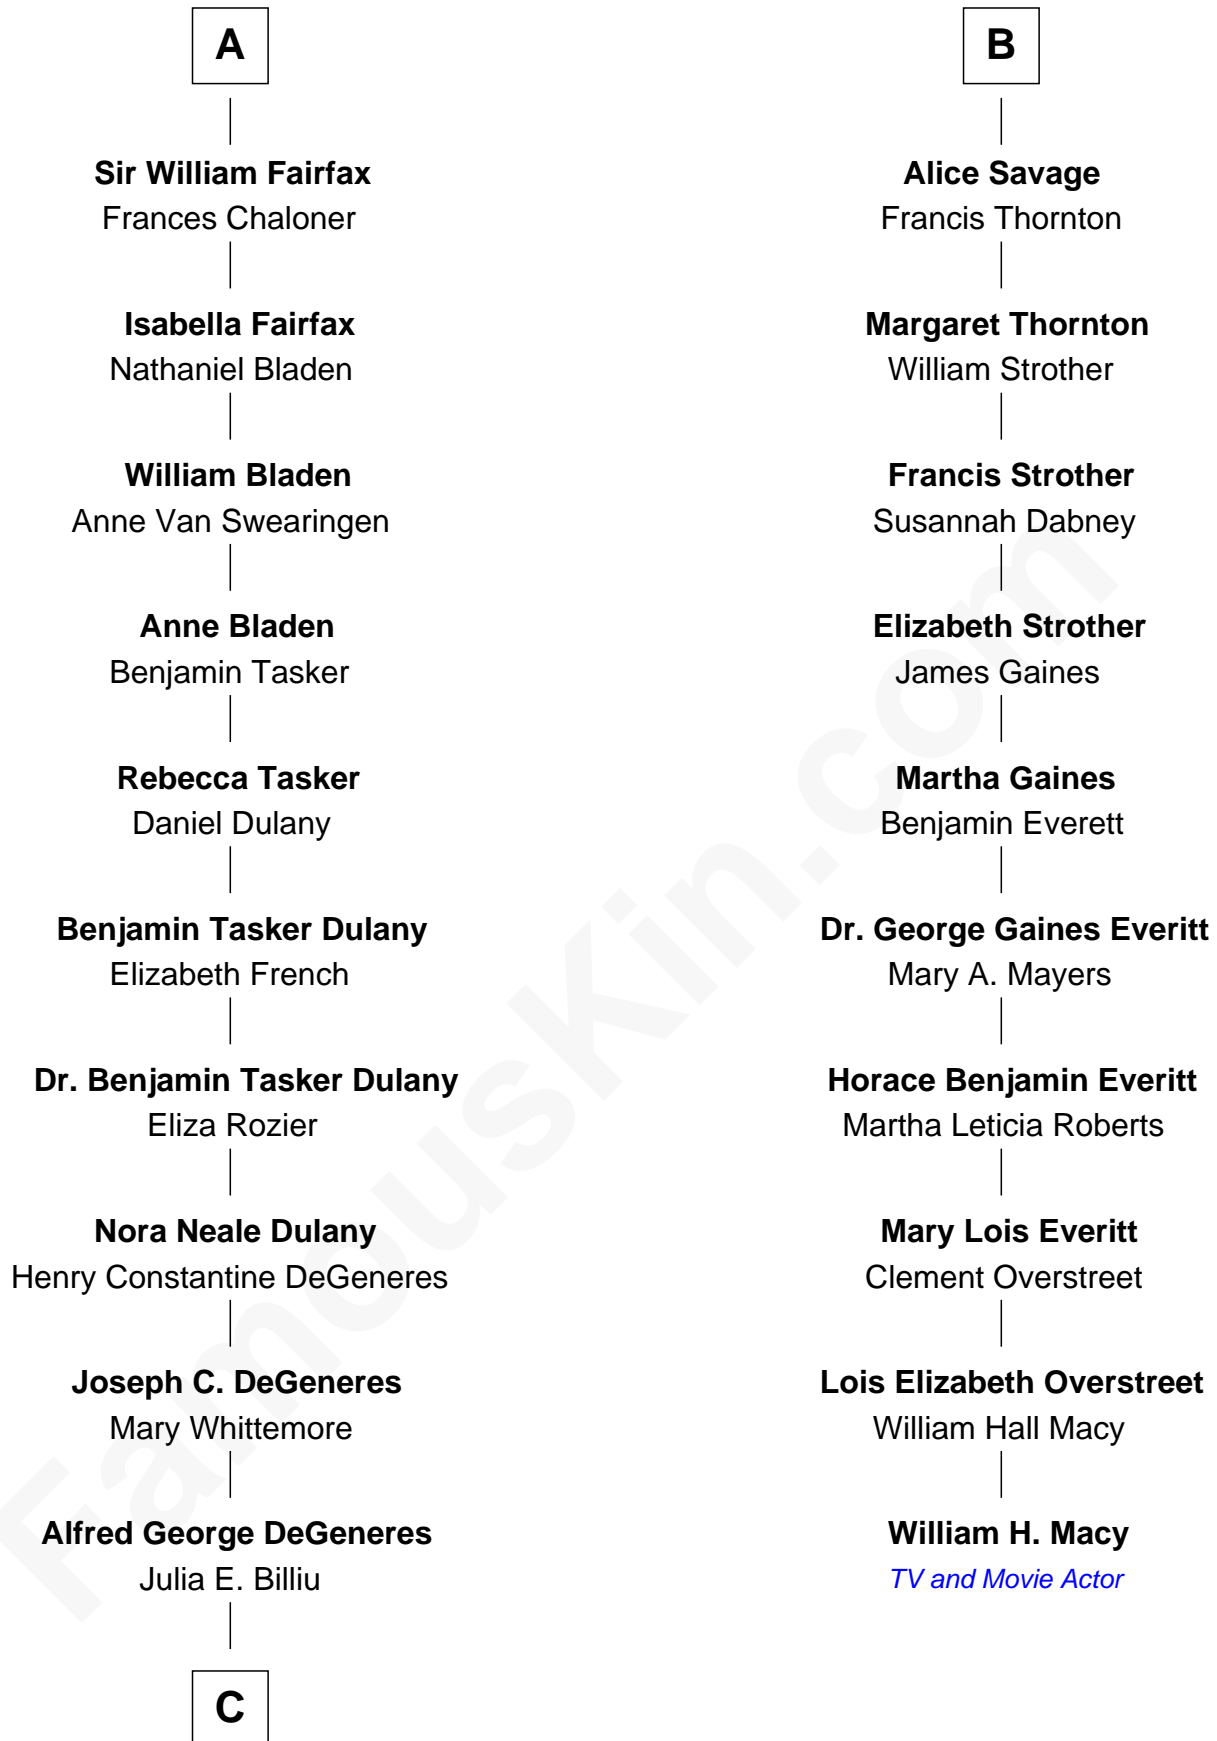 A
Sir William Fairfax
Frances Chaloner
Isabella Fairfax
Nathaniel Bladen
William Bladen
Anne Van Swearingen
Anne Bladen
Benjamin Tasker
Rebecca Tasker
Daniel Dulany
Benjamin Tasker Dulany
Elizabeth French
Dr. Benjamin Tasker Dulany
Eliza Rozier
Nora Neale Dulany
Henry Constantine DeGeneres
Joseph C. DeGeneres
Mary Whittemore
Alfred George DeGeneres
Julia E. Billiu
C
B
Alice Savage
Francis Thornton
Margaret Thornton
William Strother
Francis Strother
Susannah Dabney
Elizabeth Strother
James Gaines
Martha Gaines
Benjamin Everett
Dr. George Gaines Everitt
Mary A. Mayers
Horace Benjamin Everitt
Martha Leticia Roberts
Mary Lois Everitt
Clement Overstreet
Lois Elizabeth Overstreet
William Hall Macy
William H. Macy
TV and Movie Actor
FamousKin.com